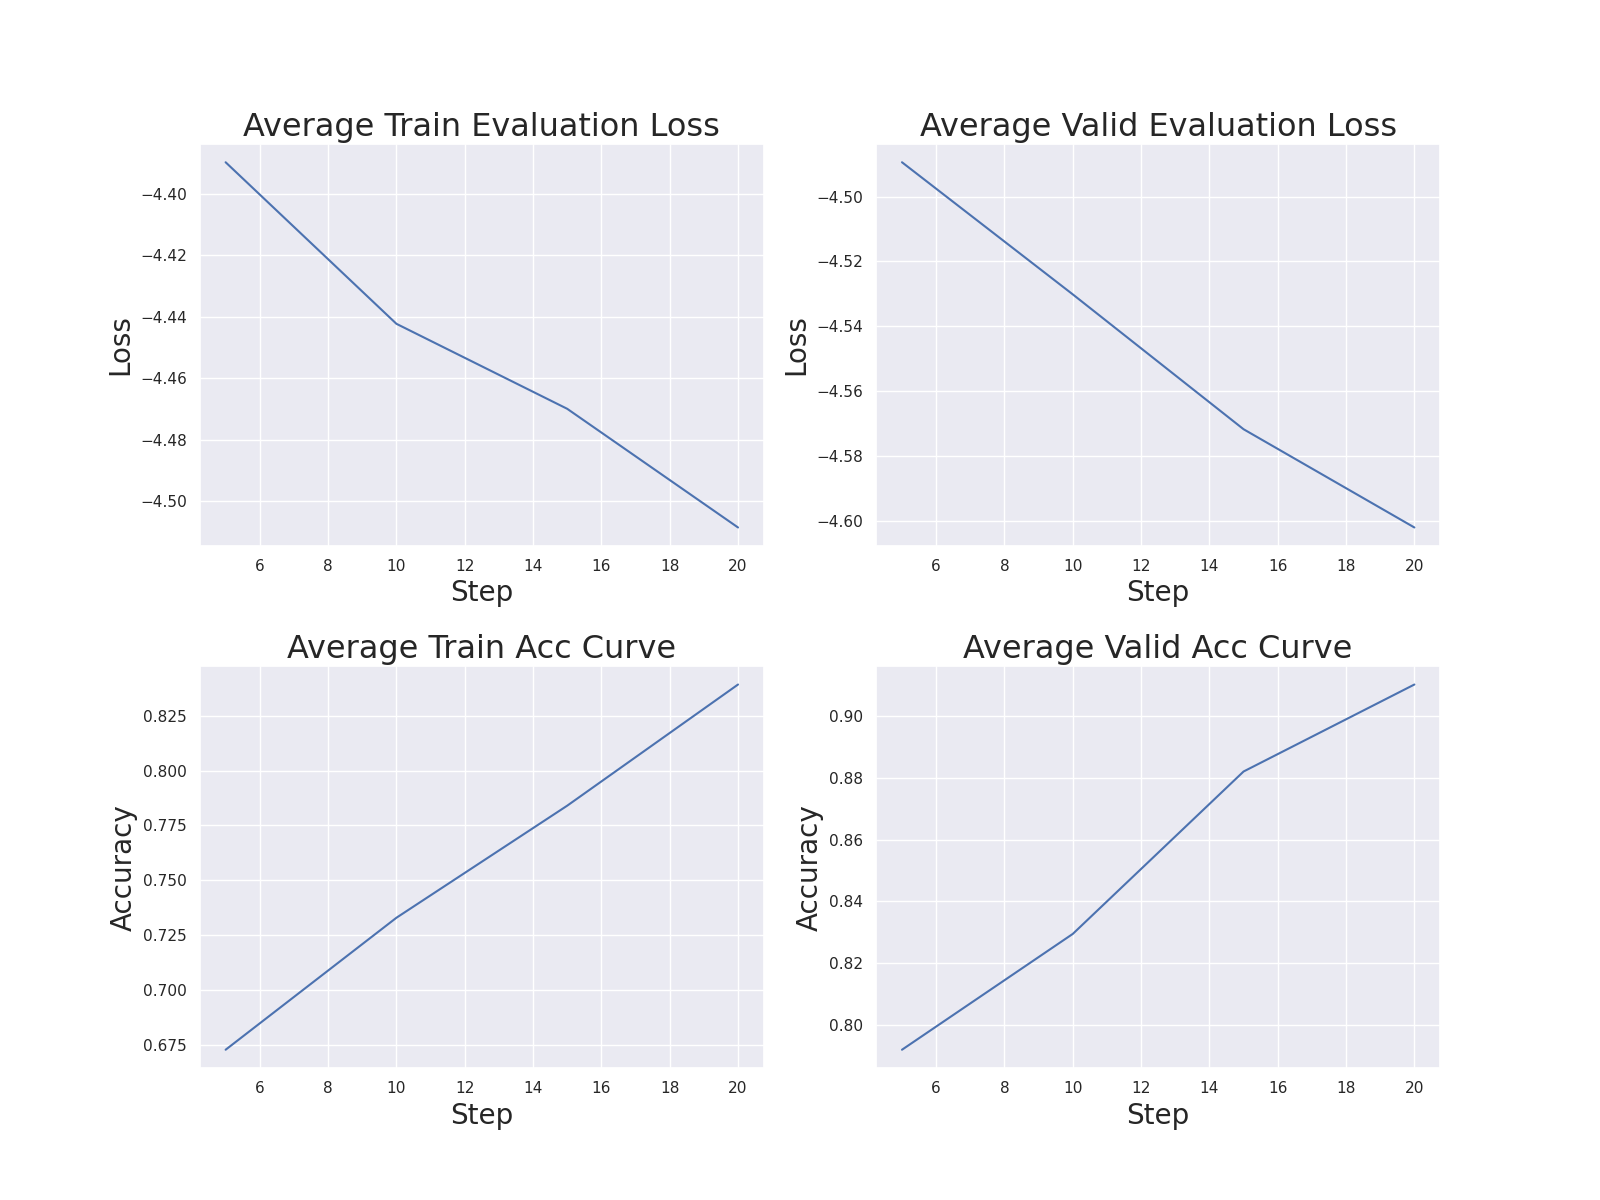 Average Train Evaluation Loss
Average Valid Evaluation Loss
Loss
−4.40
−4.42
−4.44
−4.46
−4.48
−4.50
6 8 10 12 14 16 18 20
Step
Loss
−4.50
−4.52
−4.54
−4.56
−4.58
−4.60
6 8 10 12 14 16 18 20
Step
Average Train Acc Curve
Average Valid Acc Curve
Accuracy
0.825
0.800
0.775
0.750
0.725
0.700
0.675
6 8 10 12 14 16 18 20
Step
Accuracy
0.90
0.88
0.86
0.84
0.82
0.80
6 8 10 12 14 16 18 20
Step